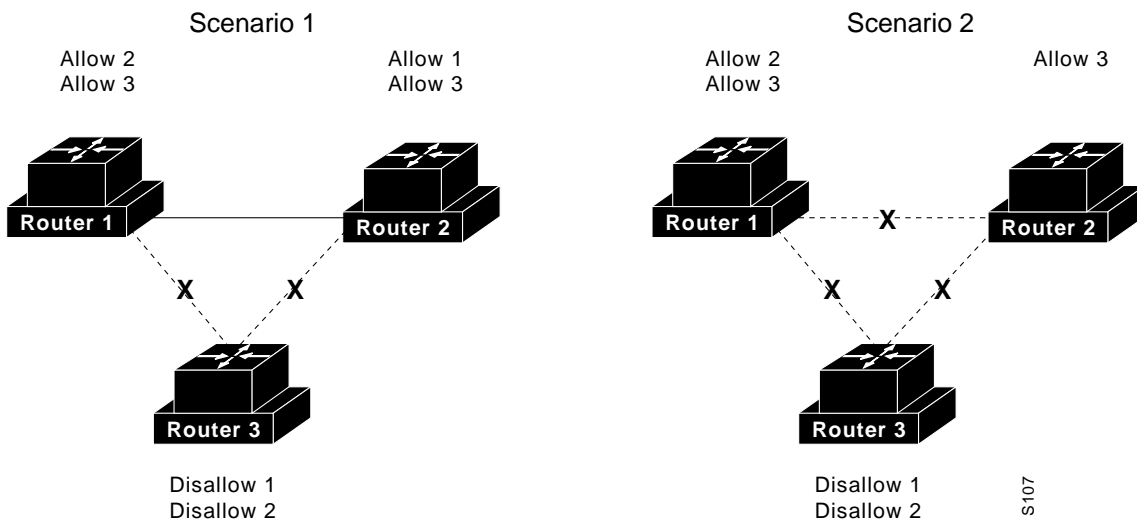 Scenario 1
Allow 2
Allow 3
Allow 1
Allow 3
Router 1
Router 2
X
X
Router 3
Disallow 1
Disallow 2
Scenario 2
Allow 2
Allow 3
Allow 3
Router 1
X
Router 2
X
X
Router 3
Disallow 1
Disallow 2
S107